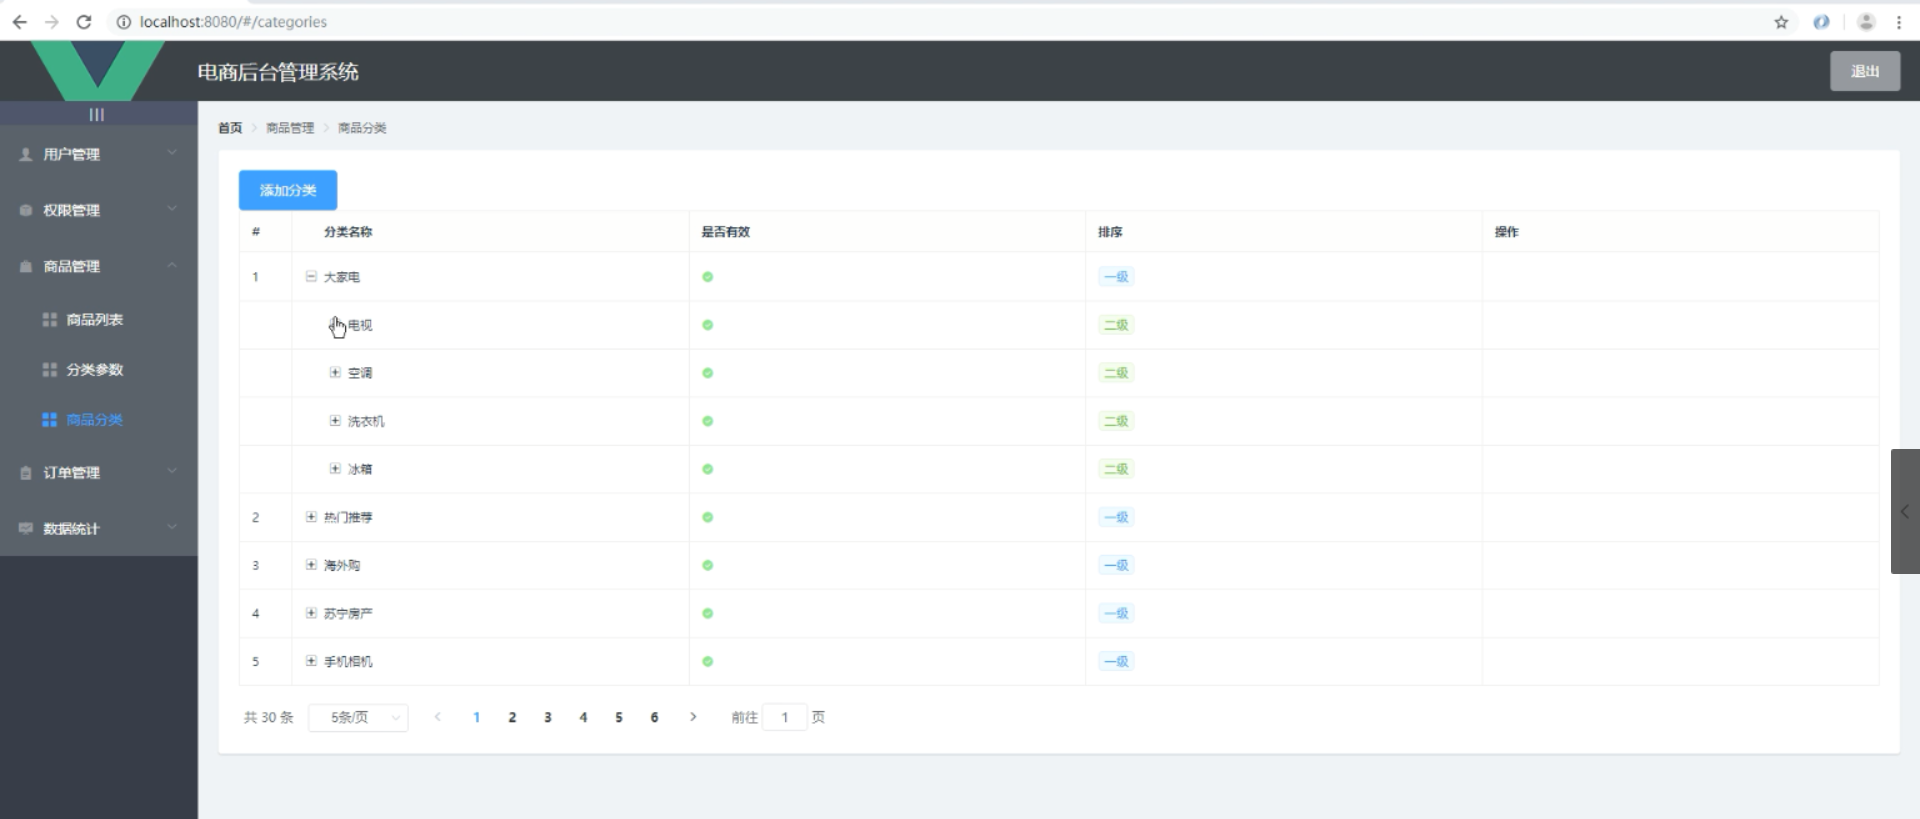 localhost:8080/#/categories
电商后台管理系统
退出
用户管理
权限管理
商品管理
商品列表
分类参数
商品分类
订单管理
数据统计
首页 > 商品管理 > 商品分类
添加分类
# 分类名称 是否有效 排序 操作
1 大家电 一级
电视 二级
空调 二级
洗衣机 二级
冰箱 二级
2 热门推荐 一级
3 海外购 一级
4 苏宁房产 一级
5 手机相机 一级
共 30 条 5条/页 1 2 3 4 5 6 前往 1 页